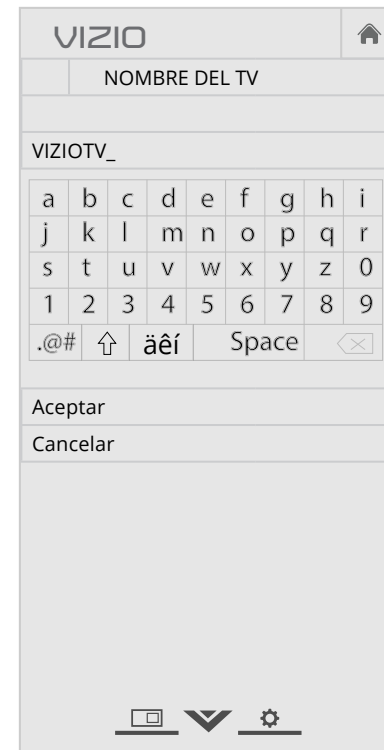 VIZIO
NOMBRE DEL TV
VIZIOTV_
a b c d e f g h i
j k l m n o p q r
s t u v w x y z 0
1 2 3 4 5 6 7 8 9
.@# äêí Space
Aceptar
Cancelar